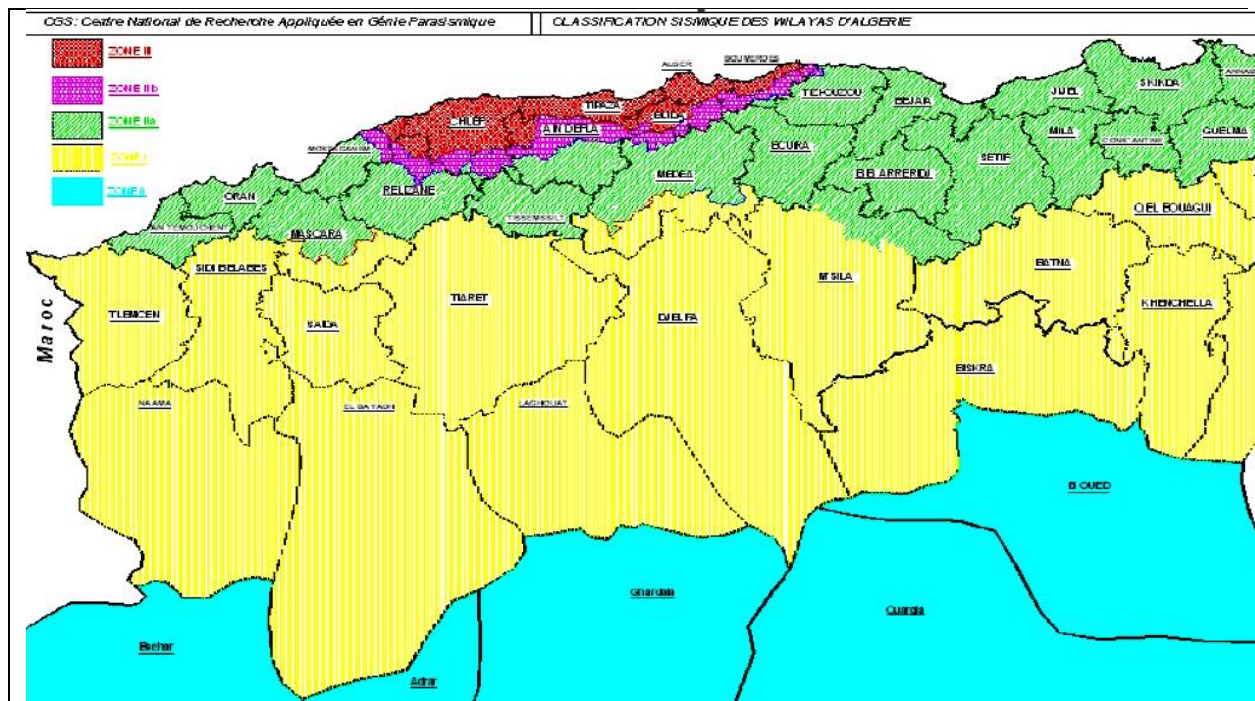 CGS: Centre National de Recherche Appliquée en Génie Parasismique
CLASSIFICATION SISMIQUE DES WILAYAS D'ALGERIE
ZONE III
ZONE IIb
ZONE IIa
ZONE I
ZONE 0
ALGER
BOUMERDES
TIPAZA
BLIDA
CHLEF
AIN DEFLA
TIZI OUZOU
BEJAIA
JIJEL
SKIKDA
ANNAB
MOSTAGANEM
BOUIRA
MILA
CONSTANTINE
GUELMA
SETIF
B.B. ARRERIDJ
MEDEA
RELIZANE
ORAN
TISSEMSSILT
AIN TEMOUCHENT
MASCARA
O.EL BOUAGUI
SIDI BELABES
BATNA
M'SILA
TIARET
KHENCHELLA
TLEMCEN
SAIDA
DJELFA
Maroc
BISKRA
NAAMA
EL BAYADH
LAGHOUAT
El OUED
Ghardaia
Ouargla
Bechar
Adrar